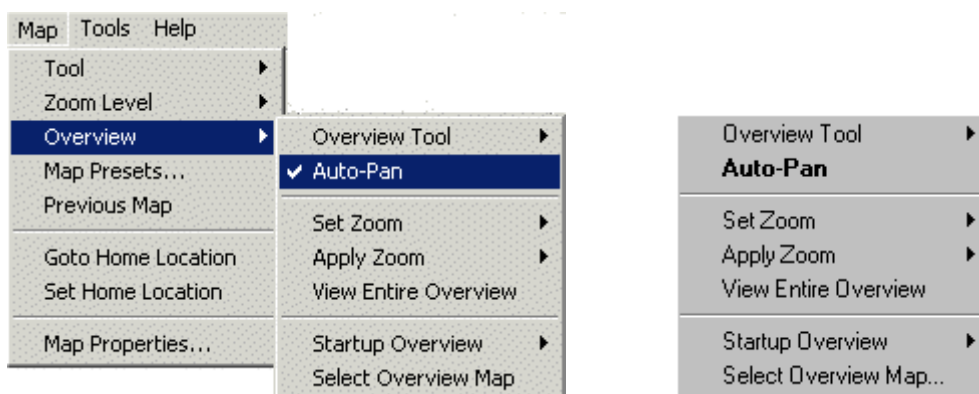 Map Tools Help
Tool
Zoom Level
Overview
Map Presets...
Previous Map
Goto Home Location
Set Home Location
Map Properties...
Overview Tool
Auto-Pan
Set Zoom
Apply Zoom
View Entire Overview
Startup Overview
Select Overview Map
Overview Tool
Auto-Pan
Set Zoom
Apply Zoom
View Entire Overview
Startup Overview
Select Overview Map...